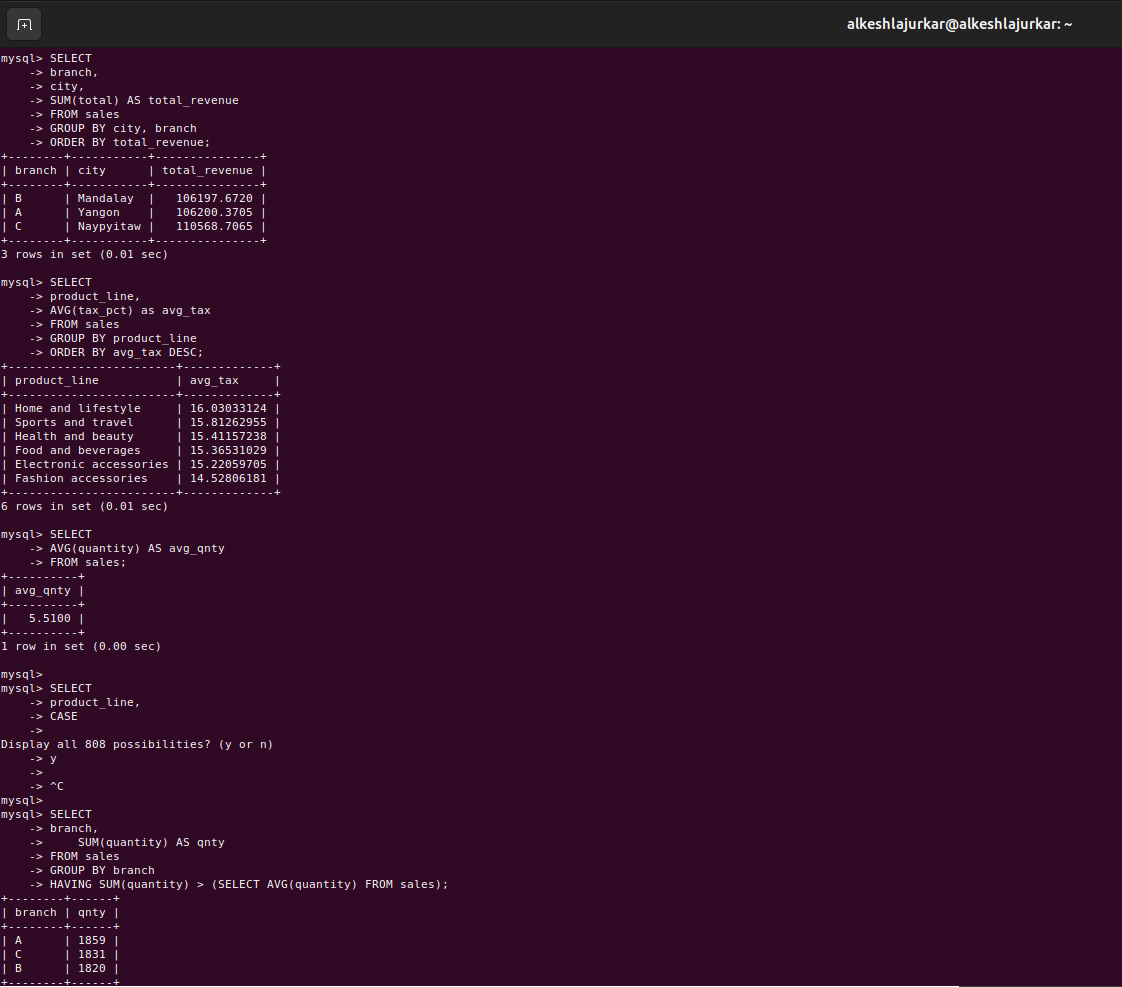 alkeshlajurkar@alkeshlajurkar: ~
mysql> SELECT
    -> branch,
    -> city,
    -> SUM(total) AS total_revenue
    -> FROM sales
    -> GROUP BY city, branch
    -> ORDER BY total_revenue;
+--------+-----------+---------------+
| branch | city      | total_revenue |
+--------+-----------+---------------+
| B      | Mandalay  |   106197.6720 |
| A      | Yangon    |   106200.3705 |
| C      | Naypyitaw |   110568.7065 |
+--------+-----------+---------------+
3 rows in set (0.01 sec)

mysql> SELECT
    -> product_line,
    -> AVG(tax_pct) as avg_tax
    -> FROM sales
    -> GROUP BY product_line
    -> ORDER BY avg_tax DESC;
+------------------------+-------------+
| product_line           | avg_tax     |
+------------------------+-------------+
| Home and lifestyle     | 16.03033124 |
| Sports and travel      | 15.81262955 |
| Health and beauty      | 15.41157238 |
| Food and beverages     | 15.36531029 |
| Electronic accessories | 15.22059705 |
| Fashion accessories    | 14.52806181 |
+------------------------+-------------+
6 rows in set (0.01 sec)

mysql> SELECT
    -> AVG(quantity) AS avg_qnty
    -> FROM sales;
+----------+
| avg_qnty |
+----------+
|   5.5100 |
+----------+
1 row in set (0.00 sec)

mysql>
mysql> SELECT
    -> product_line,
    -> CASE
    ->
Display all 808 possibilities? (y or n)
    -> y
    ->
    -> ^C
mysql>
mysql> SELECT
    -> branch,
    ->     SUM(quantity) AS qnty
    -> FROM sales
    -> GROUP BY branch
    -> HAVING SUM(quantity) > (SELECT AVG(quantity) FROM sales);
+--------+------+
| branch | qnty |
+--------+------+
| A      | 1859 |
| C      | 1831 |
| B      | 1820 |
+--------+------+